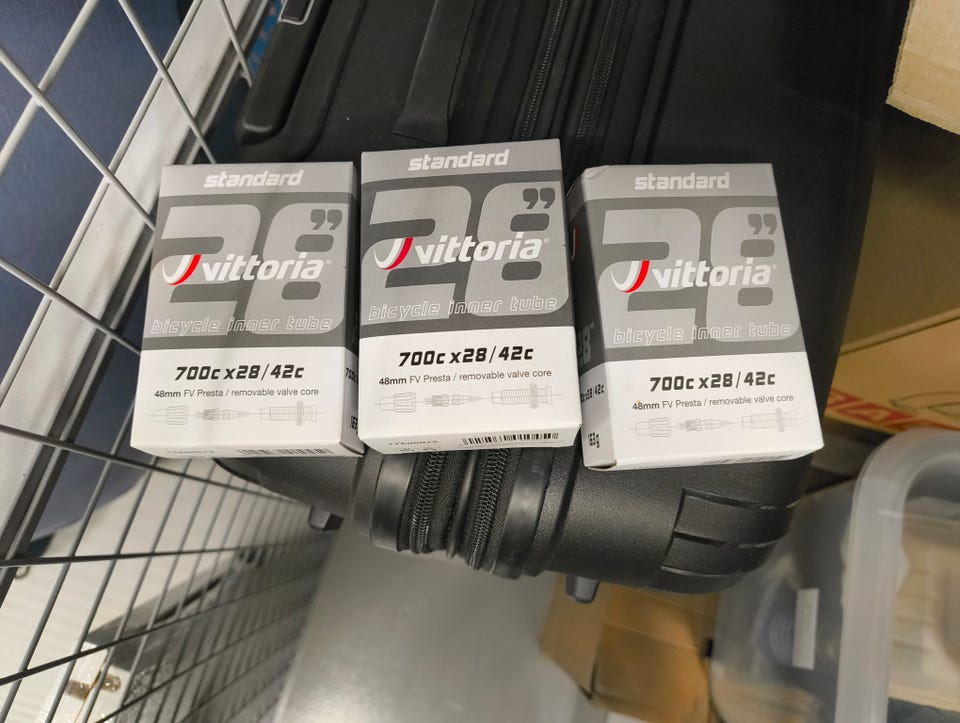 standard
28”
vittoria
bicycle inner tube
700c x28/42c
48mm FV Presta / removable valve core
standard
28”
vittoria
bicycle inner tube
700c x28/42c
48mm FV Presta / removable valve core
standard
28”
vittoria
bicycle inner tube
700c x28/42c
48mm FV Presta / removable valve core
163g